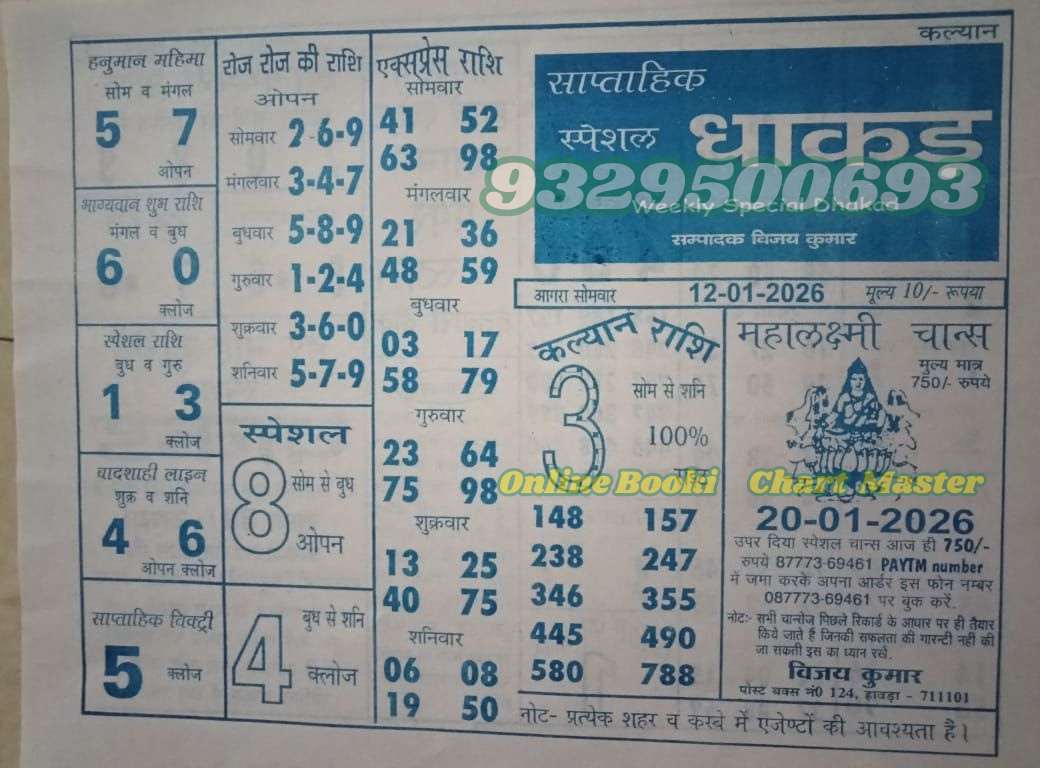 कल्यान
साप्ताहिक
स्पेशल धाकड
9329500693
Weekly Special Dhakad
सम्पादक विजय कुमार
आगरा सोमवार 12-01-2026 मूल्य 10/- रूपया
हनुमान महिमा
सोम व मंगल
5 7
ओपन
भाग्यवान शुभ राशि
मंगल व बुध
6 0
क्लोज
स्पेशल राशि
बुध व गुरु
1 3
क्लोज
बादशाही लाइन
शुक्र व शनि
4 6
ओपन क्लोज
साप्ताहिक विक्ट्री
5 क्लोज
रोज रोज की राशि
ओपन
सोमवार 2-6-9
मंगलवार 3-4-7
बुधवार 5-8-9
गुरुवार 1-2-4
शुक्रवार 3-6-0
शनिवार 5-7-9
स्पेशल
8 सोम से बुध
ओपन
4 बुध से शनि
क्लोज
एक्सप्रेस राशि
सोमवार
41 52
63 98
मंगलवार
21 36
48 59
बुधवार
03 17
58 79
गुरुवार
23 64
75 98
शुक्रवार
13 25
40 75
शनिवार
06 08
19 50
कल्यान राशि
3 सोम से शनि
100%
Online Booki Chart Master
148 157
238 247
346 355
445 490
580 788
महालक्ष्मी चान्स
मुल्य मात्र
750/- रुपये
20-01-2026
उपर दिया स्पेशल चान्स आज ही 750/-
रुपये 87773-69461 PAYTM number
में जमा करके अपना आर्डर इस फोन नम्बर
087773-69461 पर बुक करें.
नोटः- सभी चान्सेज पिछले रिकार्ड के आधार पर ही तैयार
किये जाते हैं जिनकी सफलता की गारन्टी नही की
जा सकती इस का ध्यान रखें.
विजय कुमार
पोस्ट बक्स नं0 124, हावड़ा - 711101
नोट- प्रत्येक शहर व कस्बे में एजेण्टों की आवश्यता है।